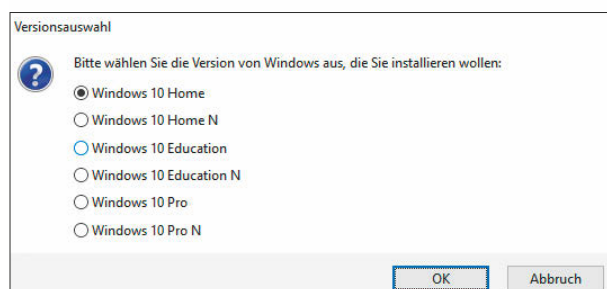 Versionsauswahl
Bitte wählen Sie die Version von Windows aus, die Sie installieren wollen:
Windows 10 Home
Windows 10 Home N
Windows 10 Education
Windows 10 Education N
Windows 10 Pro
Windows 10 Pro N
OK Abbruch